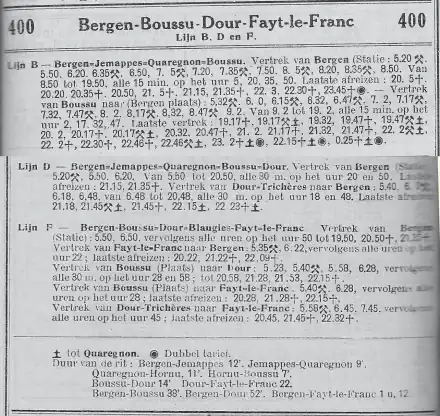 400 Bergen-Boussu-Dour-Fayt-le-Franc 400
Lijn B, D en F.
Lijn B — Bergen=Jemappes=Quaregnon=Boussu. Vertrek van Bergen (Statie: 5.20⚒,
5.50, 6.20. 6.35⚒, 6.50, 7. 5⚒, 7.20, 7.35⚒, 7.50. 8. 5⚒, 8.20, 8.35⚒, 8.50. Van
8.50 tot 19.50, alle 15 min. op het uur 5, 20, 35, 50. Laatste afreizen : 20. 5+
20.20. 20.35+. 20.50, 21. 5+, 21.15, 21.35+, 22. 3, 22.30+, 23.45+◉. — Vertrek
van Boussu naar (Bergen plaats) : 5.32⚒. 6. 0, 6.15⚒, 6.32, 6.47⚒. 7. 2, 7.17⚒,
7.32, 7.47⚒. 8. 2, 8.17⚒, 8.32, 8.47⚒ 9.2. Van 9. 2 tot 19. 2, alle 15 min. op het
uur 2, 17. 32, 47. Laatste vertrek : 19.17+, 19.17⚒±, 19.32, 19.47+, 19.47⚒±,
20. 2, 20.17+, 20.17⚒±, 20.32, 20.47+, 21. 2, 21.17+, 21.32, 21.47+, 22. 2⚒±,
22. 2+, 22.30+, 22.46+, 22.46⚒±, 23. 2+±◉, 22.15+±◉, 0.25+±◉.
Lijn D — Bergen=Jemappes=Quaregnon=Boussu=Dour. Vertrek van Bergen
5.20⚒, 5.50, 6.20, Van 5.50 tot 20.50, alle 30 m. op het uur 20 en 50.
afreizen : 21.15, 21.35+. Vertrek van Dour-Trichères naar Bergen : 5.40,
6.18, 6.48, van 6.48 tot 20.48, alle 30 m. op het uur 18 en 48. Laatste
21.18, 21.45⚒±, 21.45+, 22.15±, 22 23+±.
Lijn F — Bergen-Boussu-Dour-Blaugies-Fayt-le-Franc Vertrek van Bergen
(Statie) : 5.50, 6.50, vervolgens alle uren op het uur 50 tot 19.50, 20.50+,
Vertrek van Fayt-le-Franc naar Bergen : 5.35⚒, 6.22, vervolgens alle uren op
uur 22 ; laatste afreizen : 20.22, 21.22+, 22.09+.
Vertrek van Boussu (Plaats) naar Dour : 5.23, 5.40⚒, 5.58, 6.28,
alle 30 m. op het uur 28 en 58 ; tot 20.58, 21.28, 21.53, 22.15+.
Vertrek van Boussu (Plaats) naar Fayt-le-Franc : 5.40⚒, 6.28, vervolgens
uren op het uur 28 ; laatste afreizen : 20.28, 21.28+, 22.15+.
Vertrek van Dour-Trichères naar Fayt-le-Franc : 5.58⚒, 6.45, 7.45,
alle uren op het uur 45 ; laatste afreizen : 20.45, 21.45+, 22.32+.
± tot Quaregnon. ◉ Dubbel tarief.
Duur van de rit : Bergen-Jemappes 12'. Jemappes-Quaregnon 9'.
Quaregnon-Hornu, 11'. Hornu-Boussu 7'.
Boussu-Dour 14' Dour-Fayt-le-Franc 22,
Bergen-Boussu 38'. Bergen-Dour 52'. Bergen-Fayt-le-Franc 1 u, 12